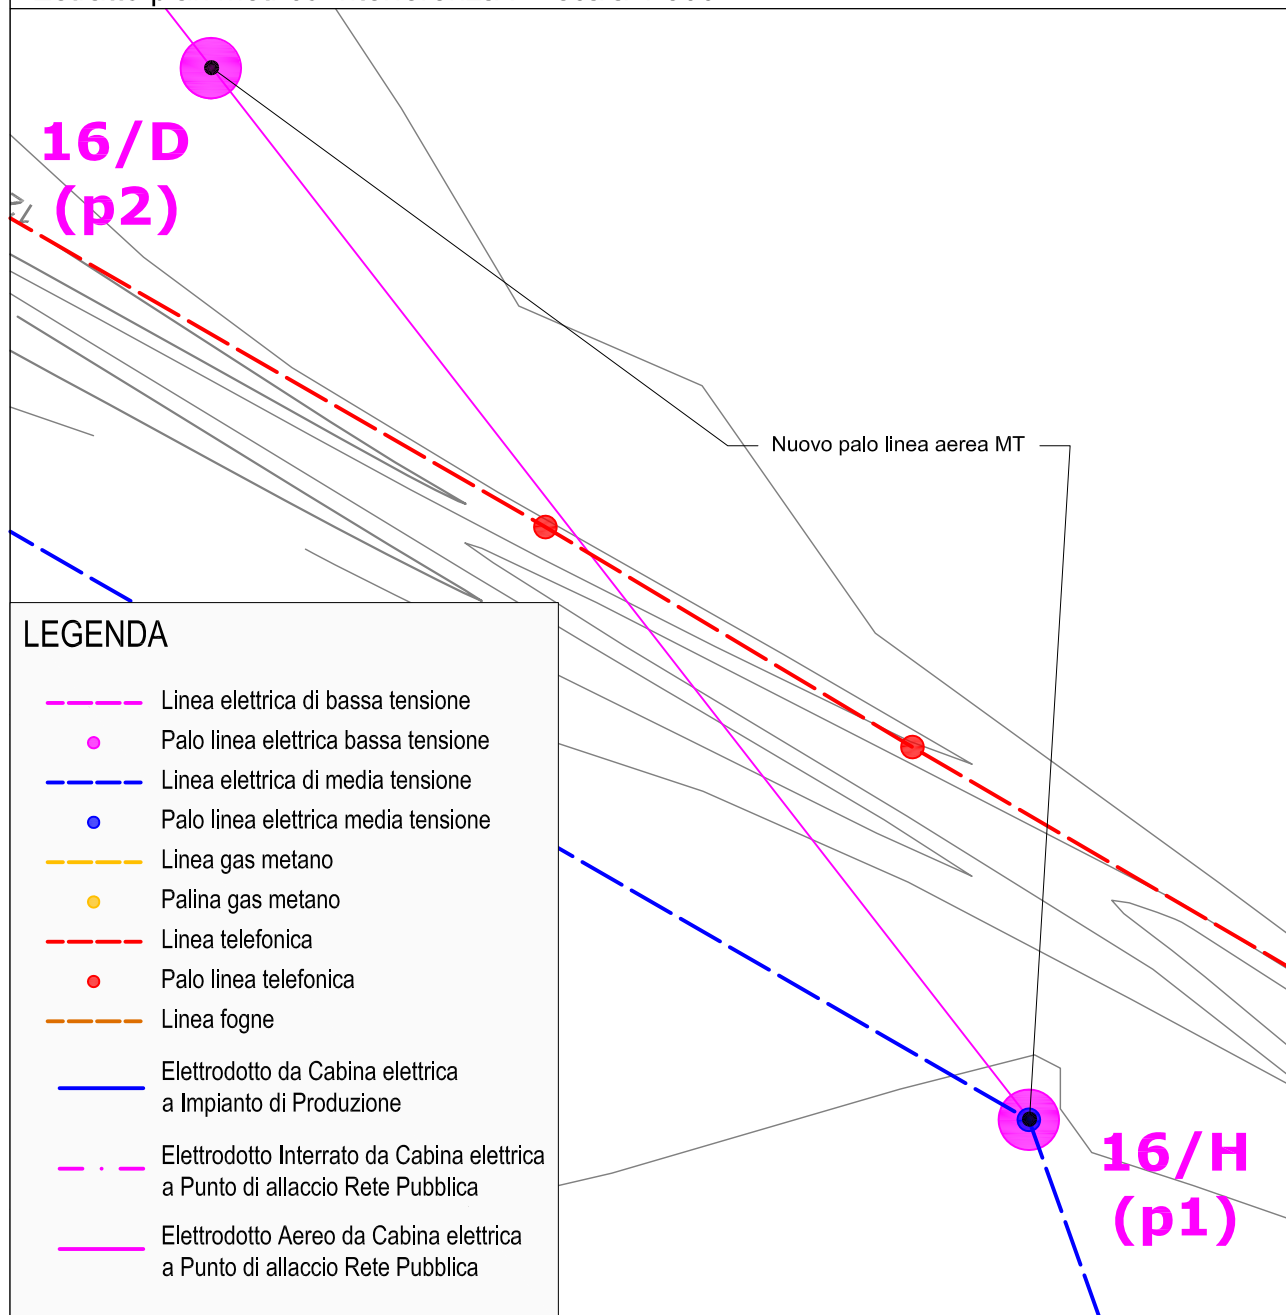 16/D
(p2)
Nuovo palo linea aerea MT
LEGENDA
Linea elettrica di bassa tensione
Palo linea elettrica bassa tensione
Linea elettrica di media tensione
Palo linea elettrica media tensione
Linea gas metano
Palina gas metano
Linea telefonica
Palo linea telefonica
Linea fogne
Elettrodotto da Cabina elettrica
a Impianto di Produzione
Elettrodotto Interrato da Cabina elettrica
a Punto di allaccio Rete Pubblica
Elettrodotto Aereo da Cabina elettrica
a Punto di allaccio Rete Pubblica
16/H
(p1)